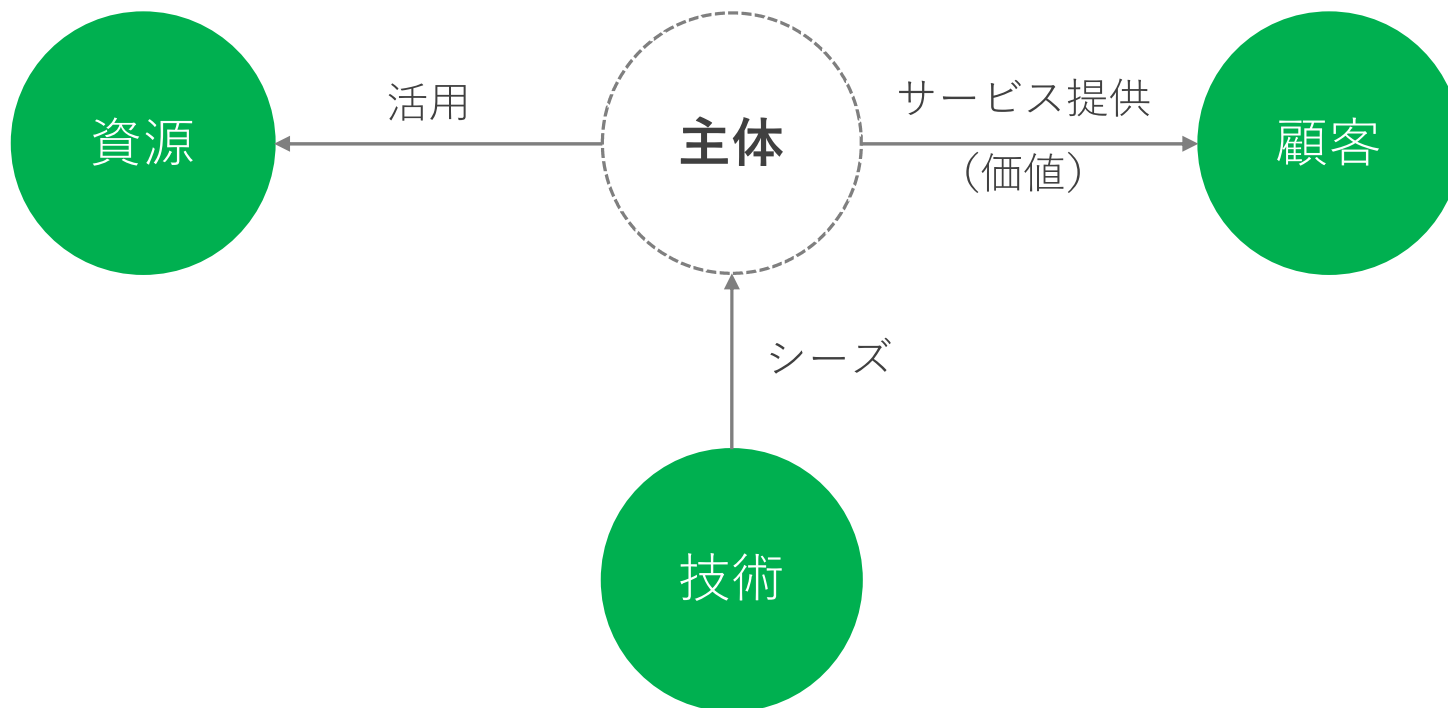 資源
活用
主体
サービス提供
（価値）
顧客
シーズ
技術